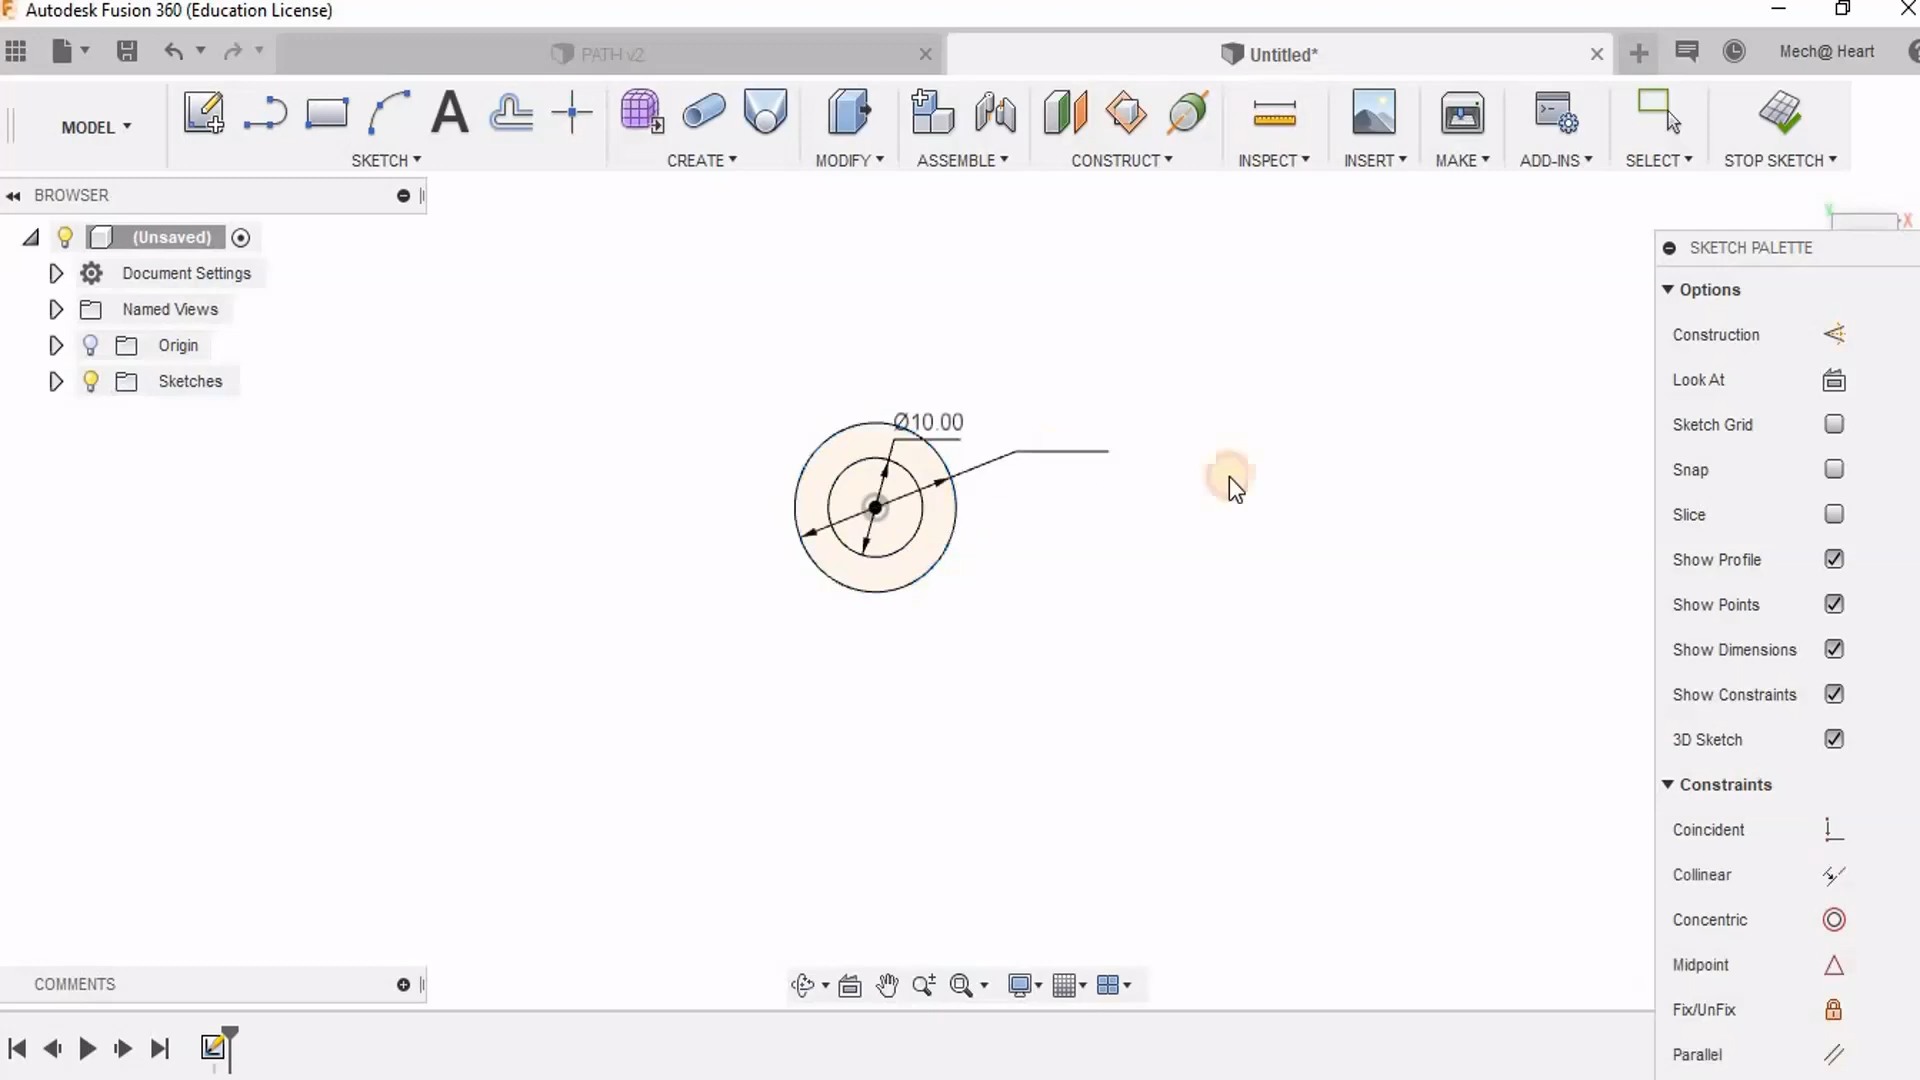 Autodesk Fusion 360 (Education License)
PATH v2
Untitled*
Mech@ Heart
MODEL
SKETCH
CREATE
MODIFY
ASSEMBLE
CONSTRUCT
INSPECT
INSERT
MAKE
ADD-INS
SELECT
STOP SKETCH
BROWSER
(Unsaved)
Document Settings
Named Views
Origin
Sketches
Ø10.00
Y
X
SKETCH PALETTE
Options
Construction
Look At
Sketch Grid
Snap
Slice
Show Profile
Show Points
Show Dimensions
Show Constraints
3D Sketch
Constraints
Coincident
Collinear
Concentric
Midpoint
Fix/UnFix
Parallel
COMMENTS